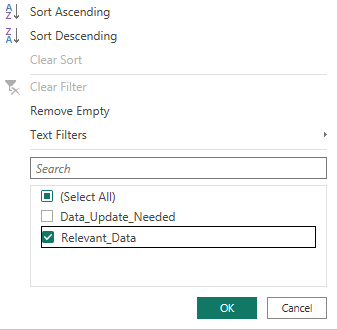 Sort Ascending
Sort Descending
Clear Sort
Clear Filter
Remove Empty
Text Filters
Search
(Select All)
Data_Update_Needed
Relevant_Data
OK Cancel